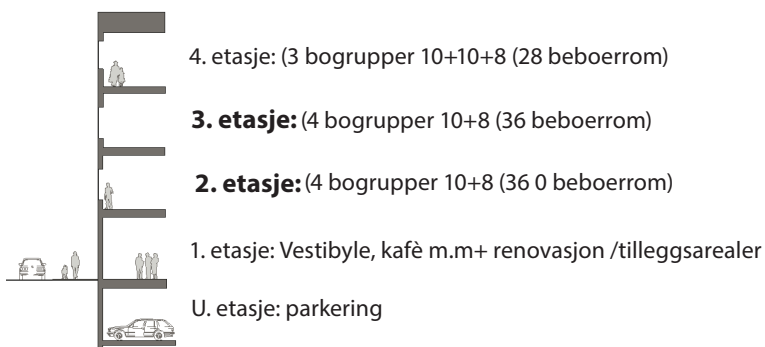 4. etasje: (3 bogrupper 10+10+8 (28 beboerrom)
3. etasje: (4 bogrupper 10+8 (36 beboerrom)
2. etasje: (4 bogrupper 10+8 (36 0 beboerrom)
1. etasje: Vestibyle, kafè m.m+ renovasjon /tilleggsarealer
U. etasje: parkering